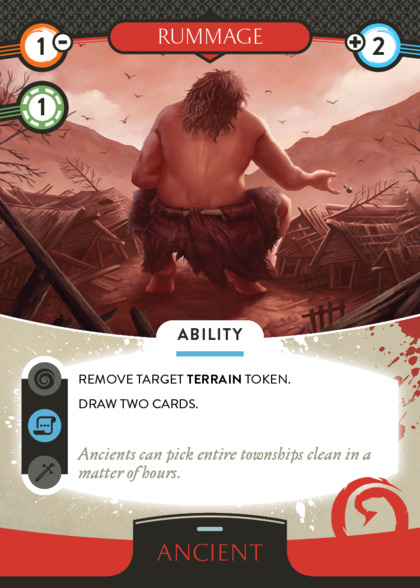 RUMMAGE
1 -
+ 2
1
ABILITY
REMOVE TARGET TERRAIN TOKEN.
DRAW TWO CARDS.
Ancients can pick entire townships clean in a
matter of hours.
ANCIENT